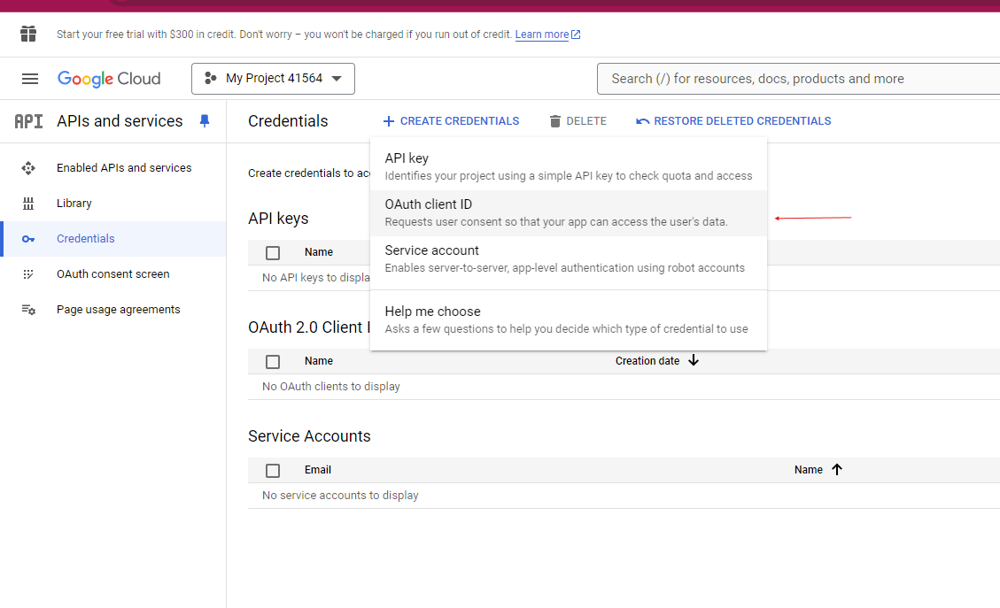 Start your free trial with $300 in credit. Don't worry – you won't be charged if you run out of credit. Learn more
Google Cloud
My Project 41564
Search (/) for resources, docs, products and more
API
APIs and services
Credentials
CREATE CREDENTIALS
DELETE
RESTORE DELETED CREDENTIALS
Enabled APIs and services
Library
Credentials
OAuth consent screen
Page usage agreements
Create credentials to
API key
Identifies your project using a simple API key to check quota and access
OAuth client ID
Requests user consent so that your app can access the user's data.
Service account
Enables server-to-server, app-level authentication using robot accounts
Help me choose
Asks a few questions to help you decide which type of credential to use
API keys
Name
No API keys to displa
OAuth 2.0 Client I
Name
Creation date
No OAuth clients to display
Service Accounts
Email
Name
No service accounts to display